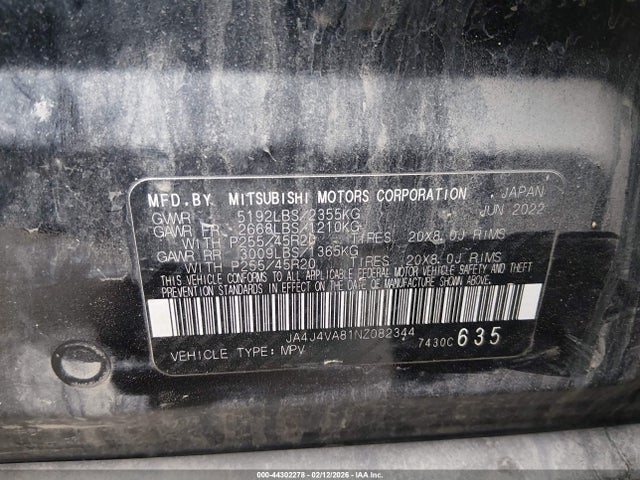 MFD.BY MITSUBISHI MOTORS CORPORATION JAPAN
GVWR 5192LBS/2355KG JUN 2022
GAWR FR 2668LBS/1210KG
WITH P255/45R20 TIRES 20X8.0J RIMS
GAWR RR 3009LBS/1365KG
WITH P255/45R20 TIRES 20X8.0J RIMS
THIS VEHICLE CONFORMS TO ALL APPLICABLE FEDERAL MOTOR VEHICLE SAFETY AND THEFT
PREVENTION STANDARDS IN EFFECT ON THE DATE OF MANUFACTURE SHOWN ABOVE.
JA4J4VA81NZ082344
VEHICLE TYPE: MPV 7430C 635
000-44302278 - 02/12/2026 - IAAI.COM